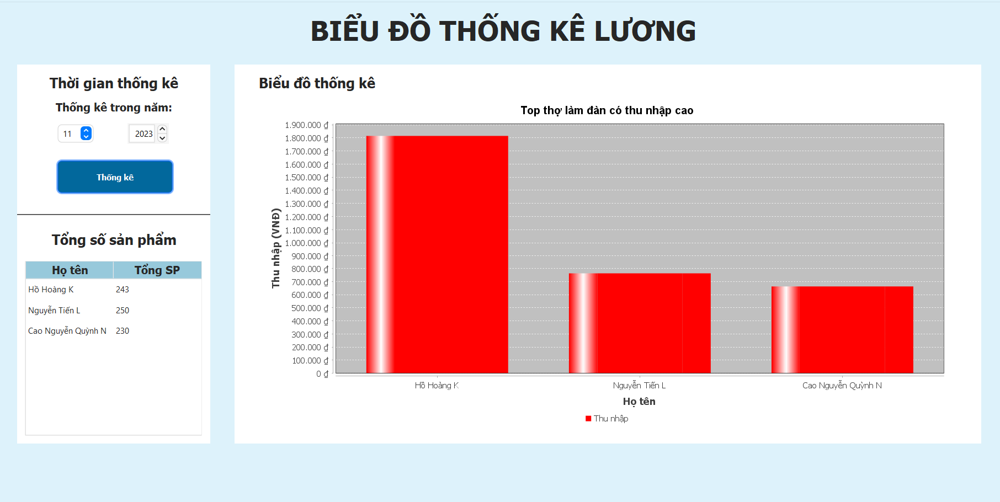 BIỂU ĐỒ THỐNG KÊ LƯƠNG
Thời gian thống kê
Thống kê trong năm:
11 2023
Thống kê
Tổng số sản phẩm
Họ tên Tổng SP
Hồ Hoàng K 243
Nguyễn Tiến L 250
Cao Nguyễn Quỳnh N 230
Biểu đồ thống kê
Top thợ làm đàn có thu nhập cao
Thu nhập (VNĐ)
1.900.000 ₫
1.800.000 ₫
1.700.000 ₫
1.600.000 ₫
1.500.000 ₫
1.400.000 ₫
1.300.000 ₫
1.200.000 ₫
1.100.000 ₫
1.000.000 ₫
900.000 ₫
800.000 ₫
700.000 ₫
600.000 ₫
500.000 ₫
400.000 ₫
300.000 ₫
200.000 ₫
100.000 ₫
0 ₫
Hồ Hoàng K Nguyễn Tiến L Cao Nguyễn Quỳnh N
Họ tên
Thu nhập